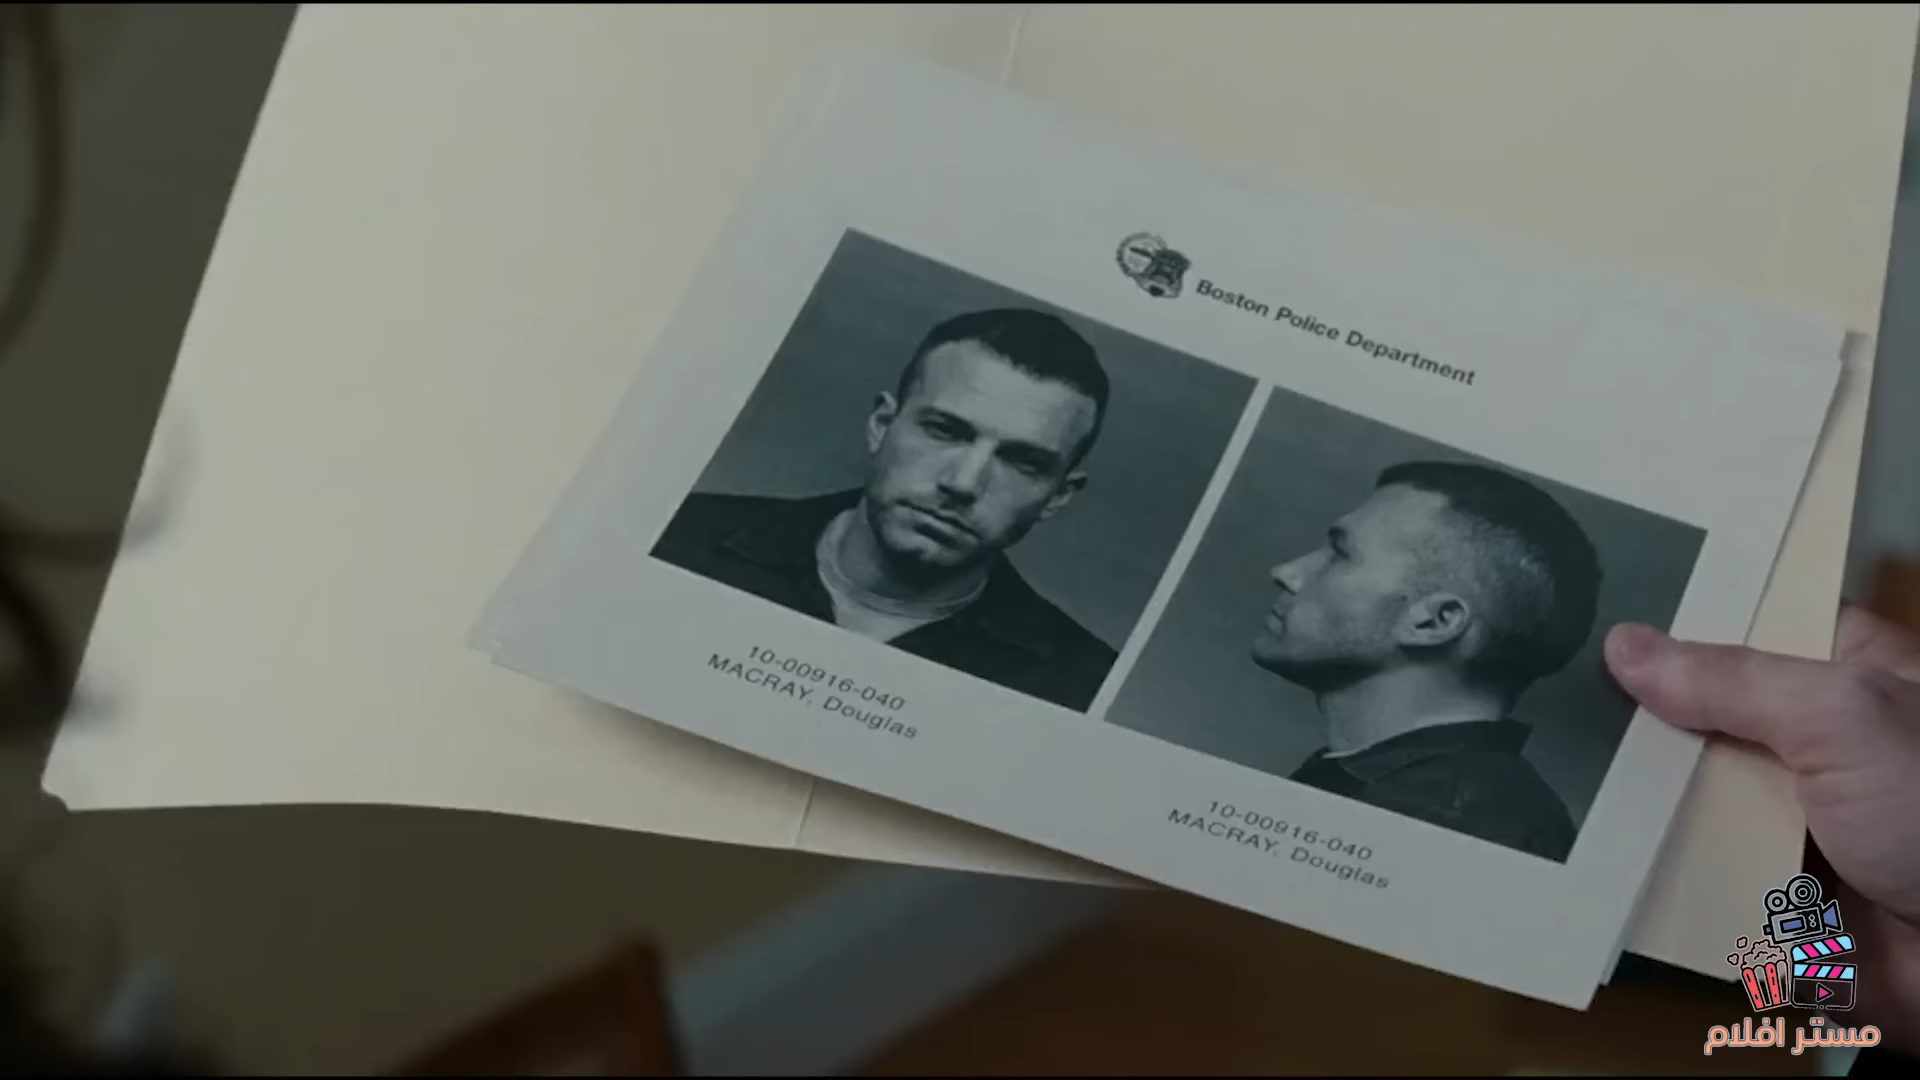 Boston Police Department
10-00916-040
MACRAY, Douglas
10-00916-040
MACRAY, Douglas
مستر افلام